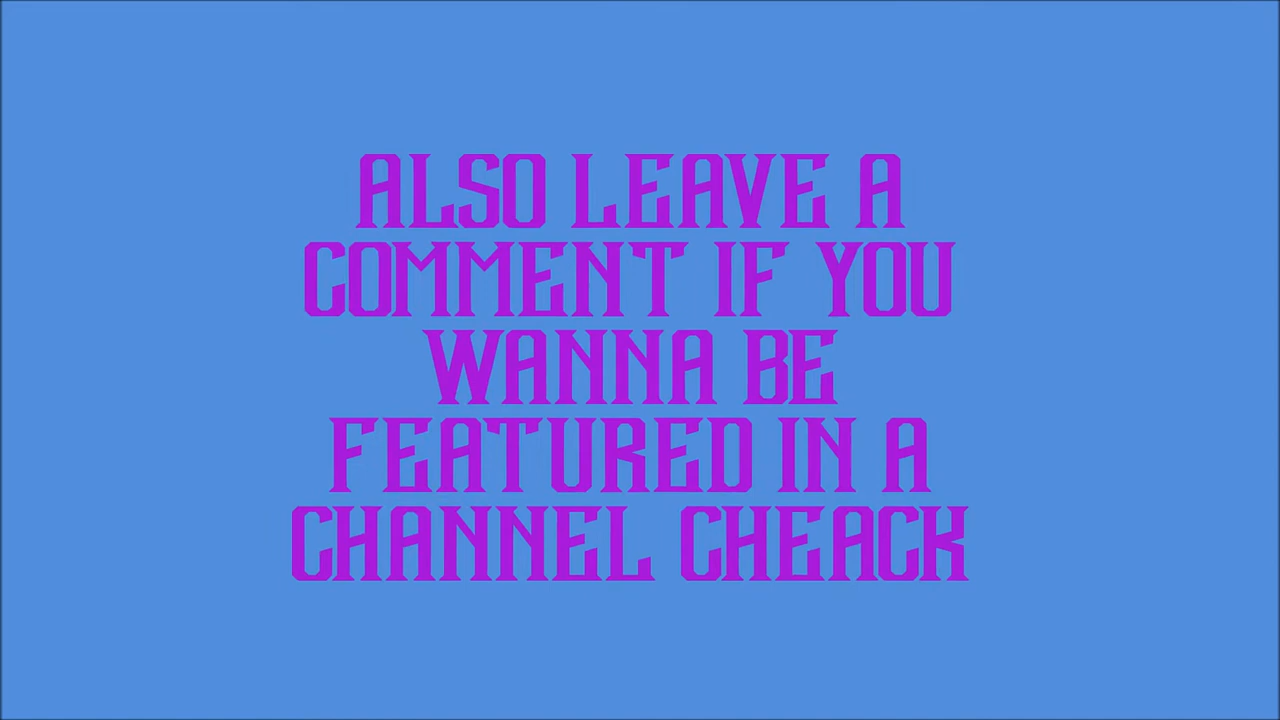 ALSO LEAVE A
COMMENT IF YOU
WANNA BE
FEATURED IN A
CHANNEL CHEACK